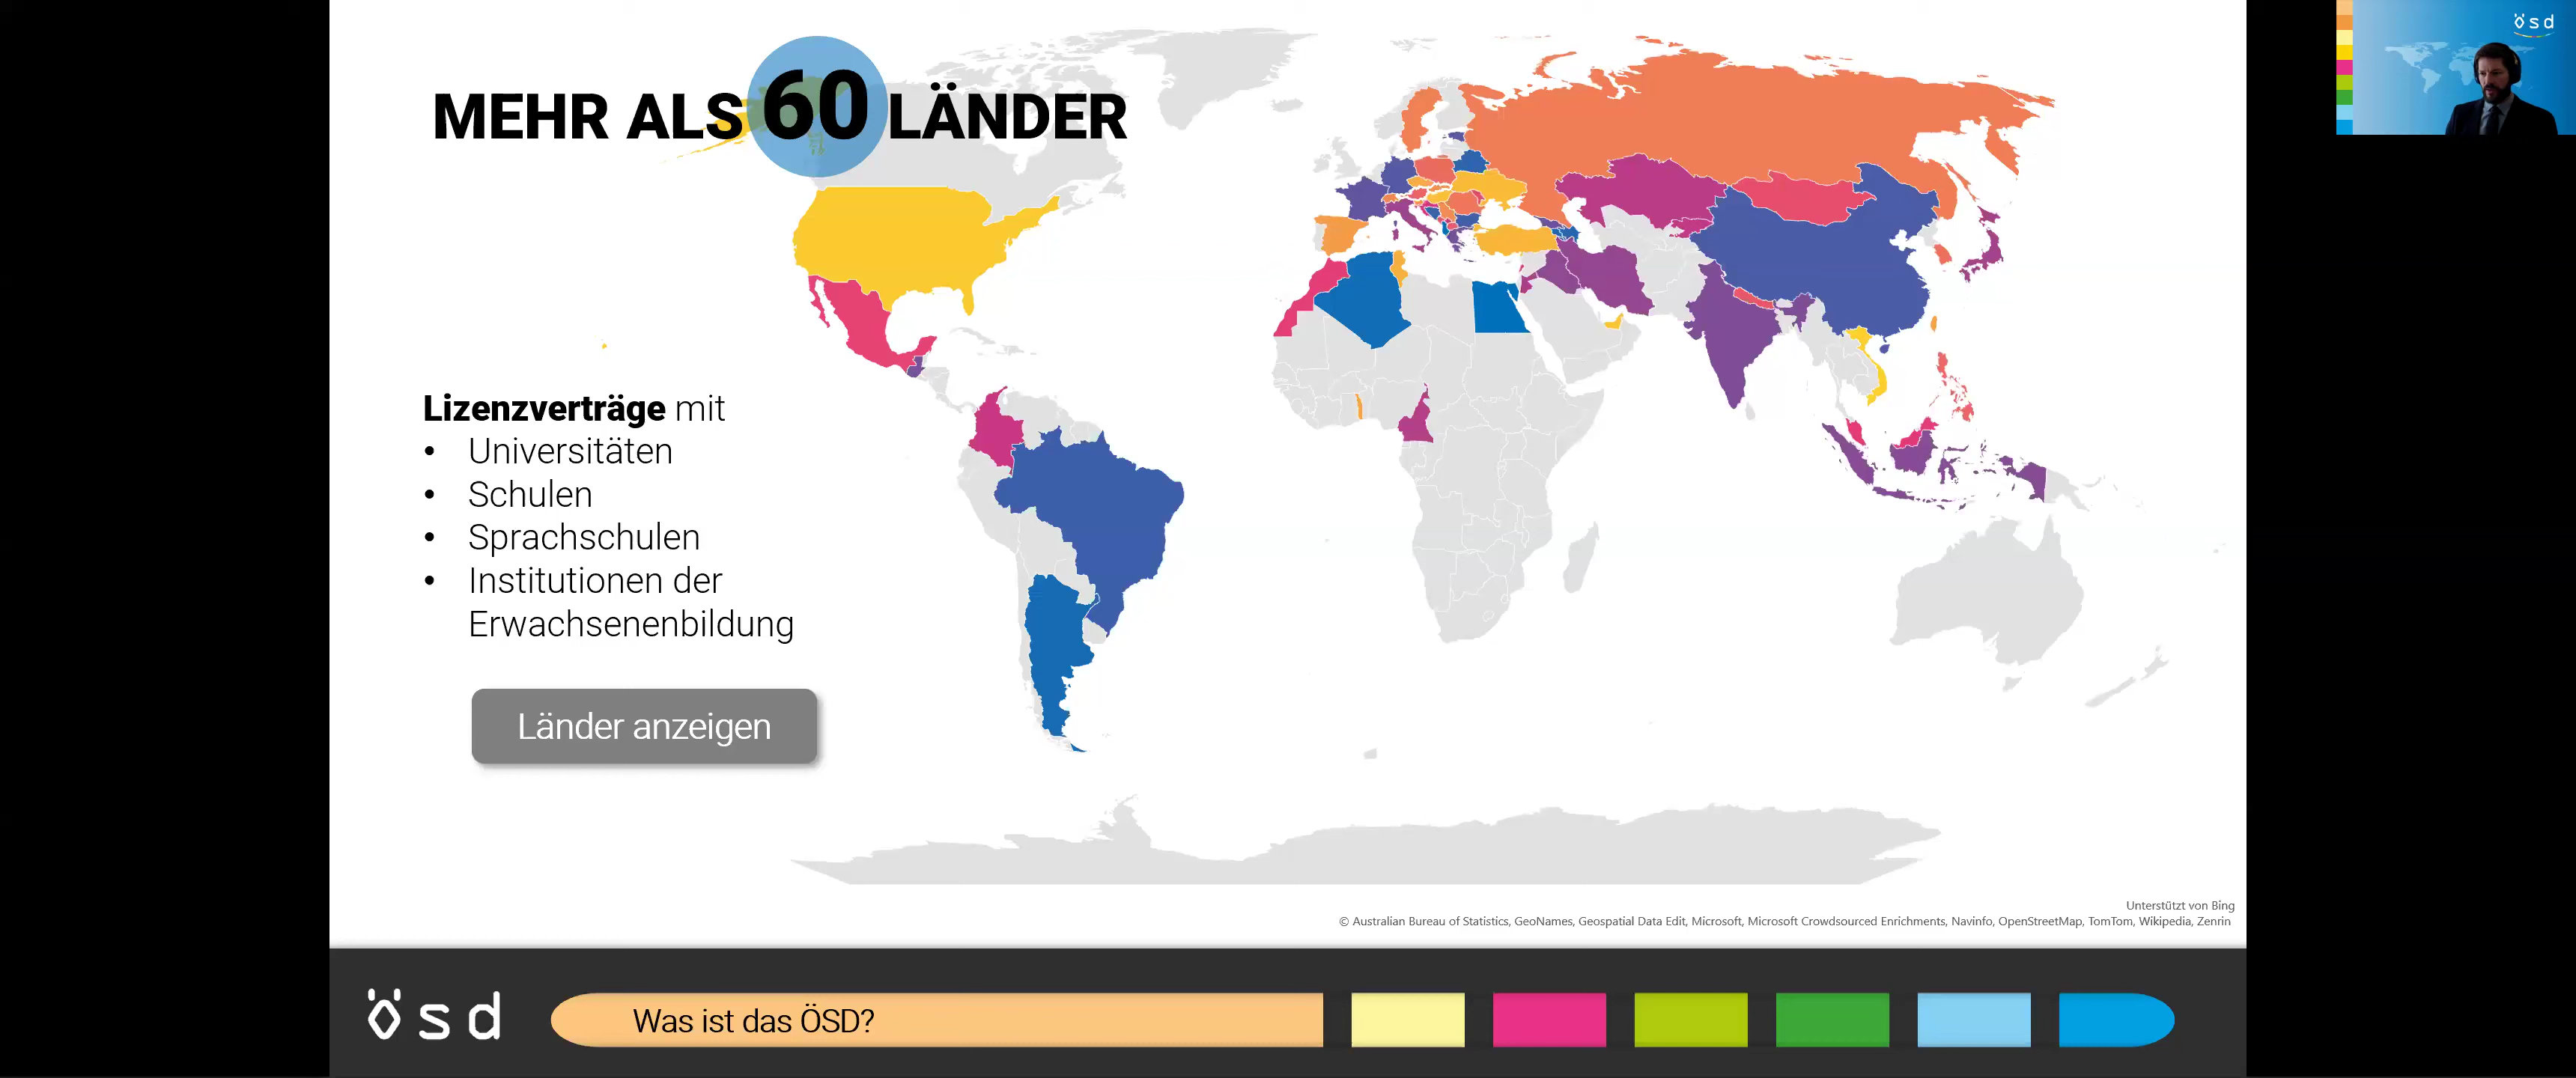 MEHR ALS 60 LÄNDER
Lizenzverträge mit
• Universitäten
• Schulen
• Sprachschulen
• Institutionen der
Erwachsenenbildung
Länder anzeigen
Unterstützt von Bing
© Australian Bureau of Statistics, GeoNames, Geospatial Data Edit, Microsoft, Microsoft Crowdsourced Enrichments, Navinfo, OpenStreetMap, TomTom, Wikipedia, Zenrin
ösd
Was ist das ÖSD?
ösd